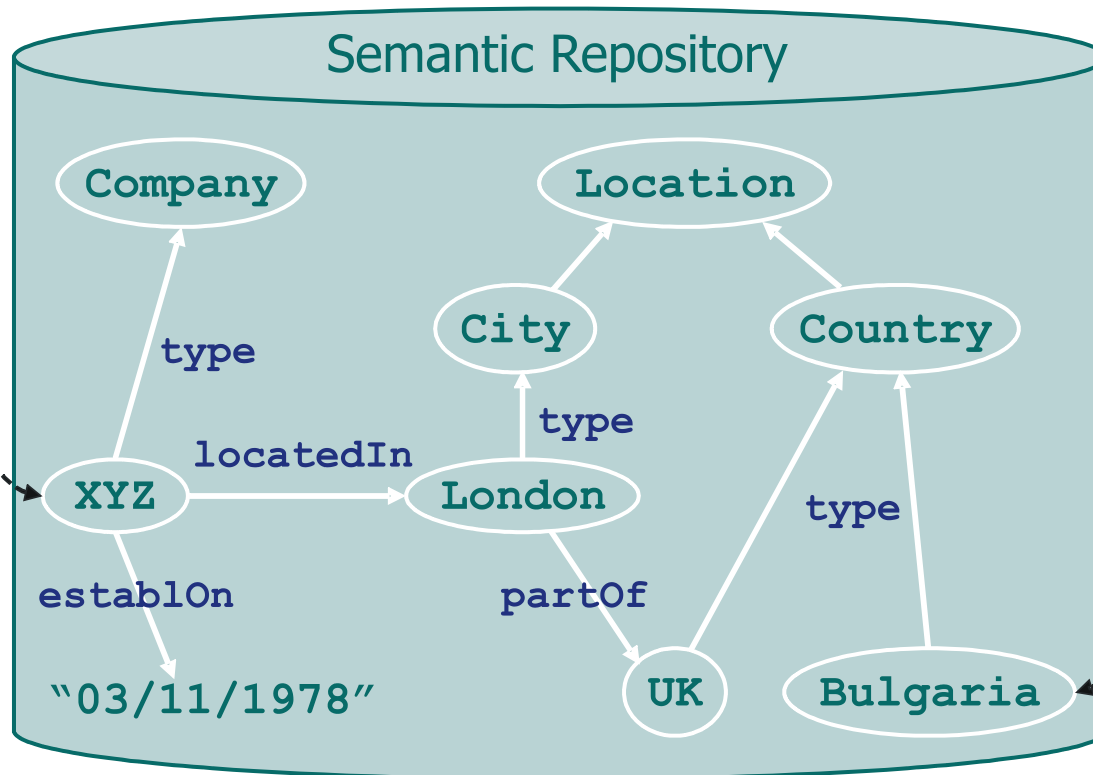 Semantic Repository
Company
Location
City
Country
type
type
locatedIn
XYZ
London
type
establOn
partOf
“03/11/1978”
UK
Bulgaria